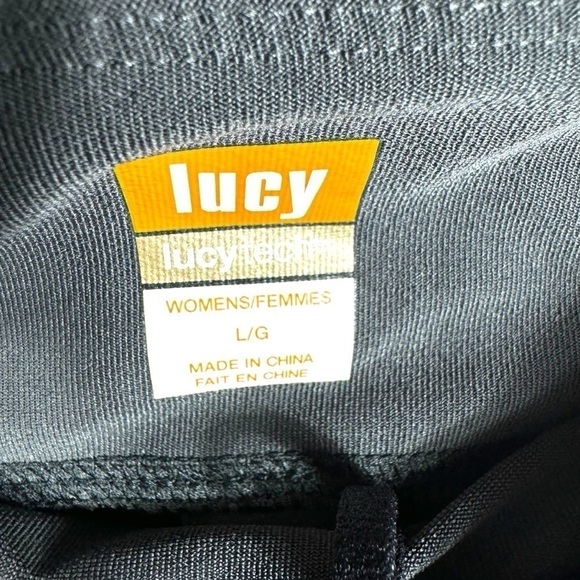 lucy
lucytech
WOMENS/FEMMES
L/G
MADE IN CHINA
FAIT EN CHINE